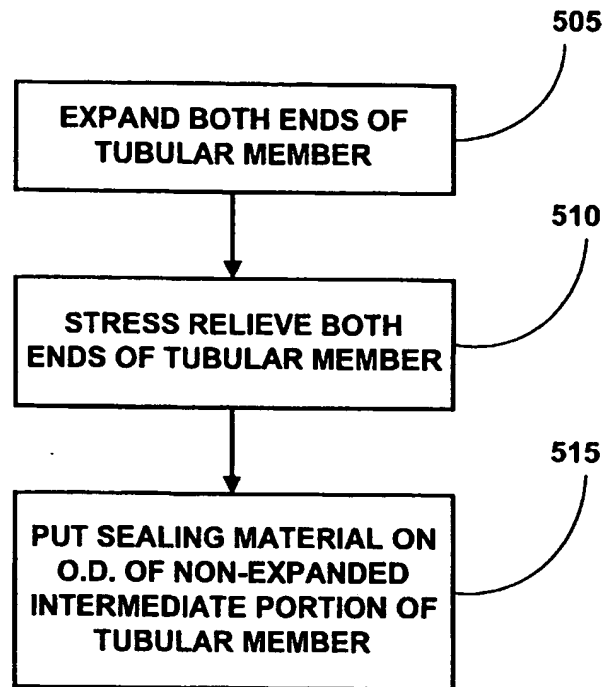 505
EXPAND BOTH ENDS OF
TUBULAR MEMBER
510
STRESS RELIEVE BOTH
ENDS OF TUBULAR MEMBER
515
PUT SEALING MATERIAL ON
O.D. OF NON-EXPANDED
INTERMEDIATE PORTION OF
TUBULAR MEMBER